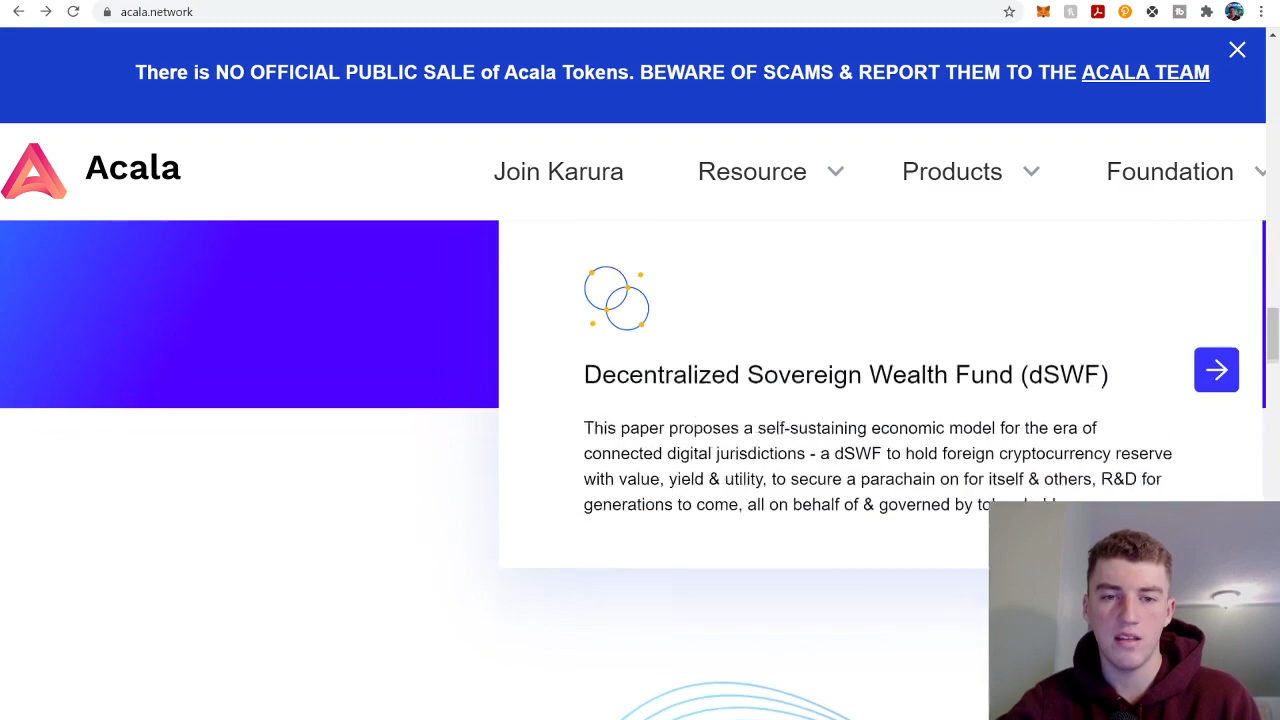 acala.network
There is NO OFFICIAL PUBLIC SALE of Acala Tokens. BEWARE OF SCAMS & REPORT THEM TO THE ACALA TEAM
Acala
Join Karura Resource Products Foundation
Decentralized Sovereign Wealth Fund (dSWF)
This paper proposes a self-sustaining economic model for the era of
connected digital jurisdictions - a dSWF to hold foreign cryptocurrency reserve
with value, yield & utility, to secure a parachain on for itself & others, R&D for
generations to come, all on behalf of & governed by